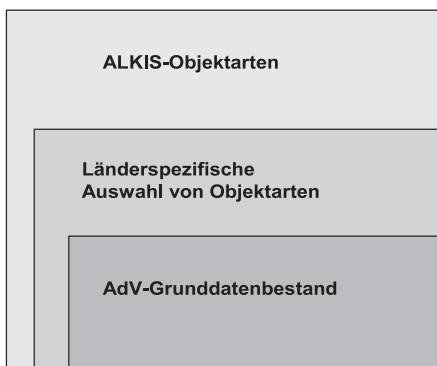 ALKIS-Objektarten
Länderspezifische
Auswahl von Objektarten
AdV-Grunddatenbestand